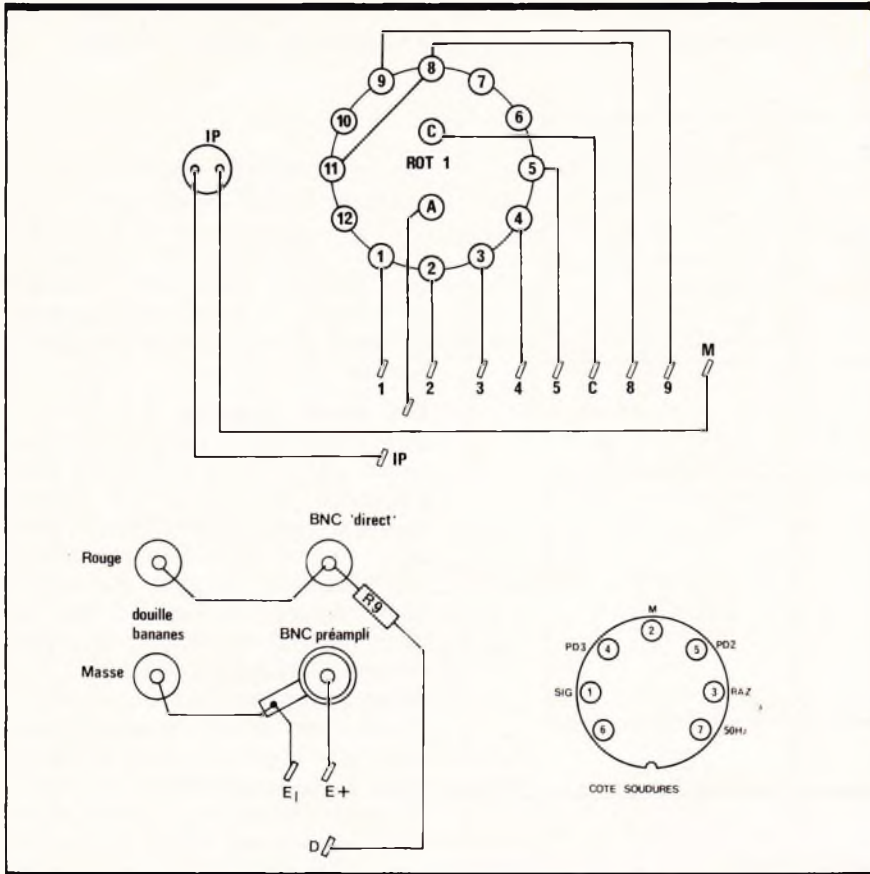 9
8
7
10
6
IP
C
ROT 1
11
5
A
12
4
1
3
2
M
1
2
3
4
5
C
8
9
IP
BNC 'direct'
Rouge
R9
douille
bananes
BNC préampli
Masse
E|
E+
D
M
2
PD3
4
5
PD2
SIG
1
3
RAZ
6
7
50Hz
COTE SOUDURES